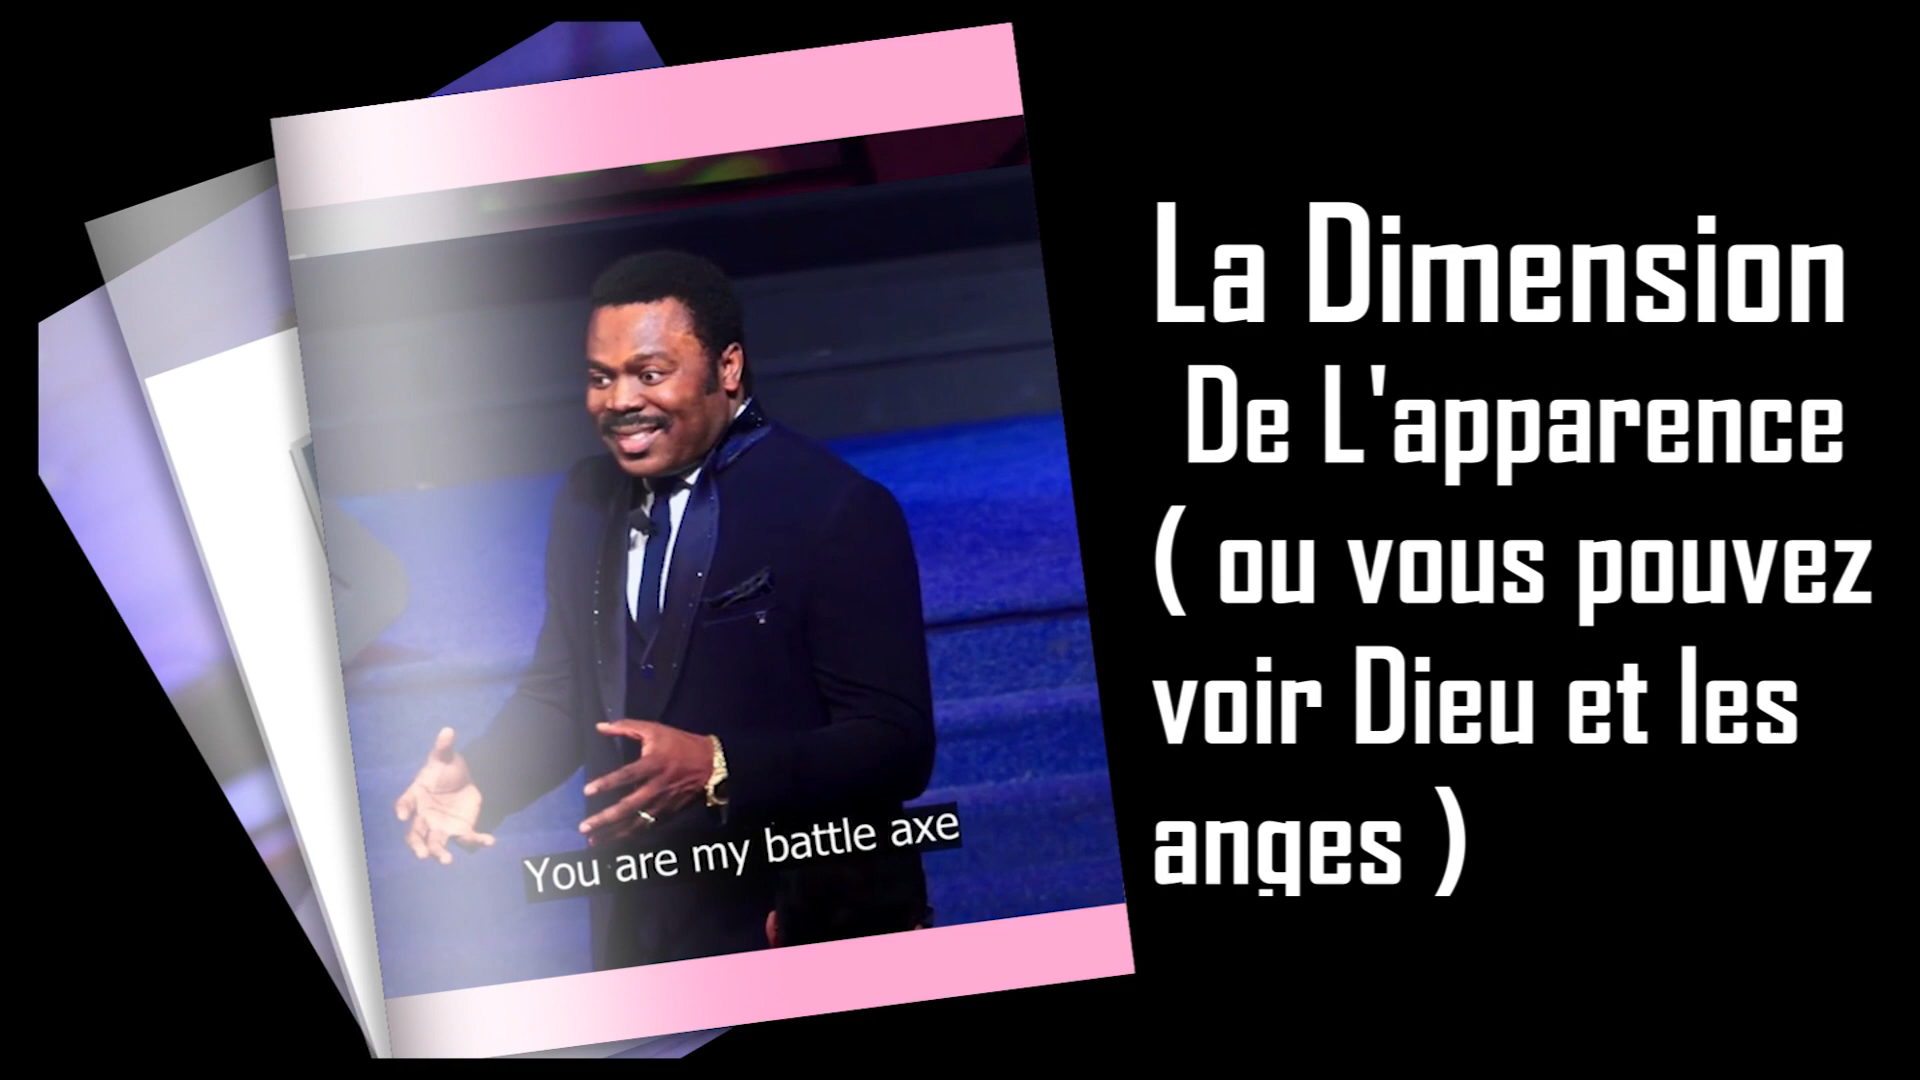 You are my battle axe
La Dimension
De L'apparence
( ou vous pouvez
voir Dieu et les
anges )